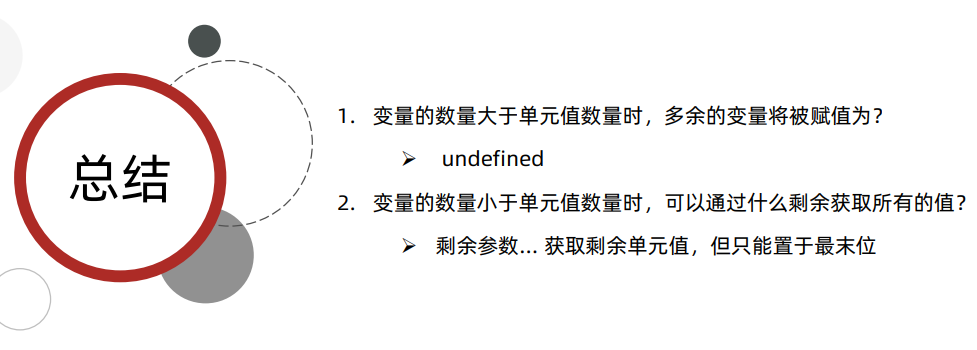 总结
1. 变量的数量大于单元值数量时，多余的变量将被赋值为？
➢ undefined
2. 变量的数量小于单元值数量时，可以通过什么剩余获取所有的值？
➢ 剩余参数... 获取剩余单元值，但只能置于最末位